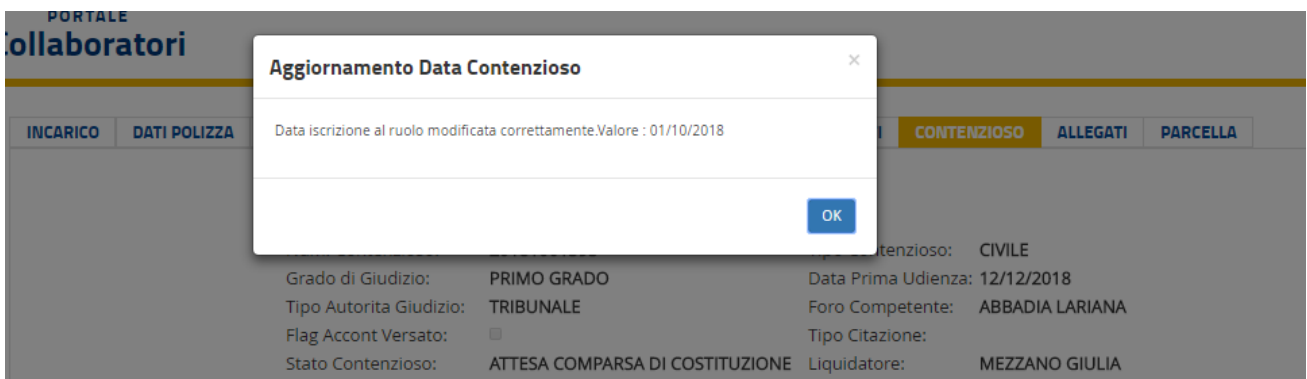 PORTALE
Collaboratori
Aggiornamento Data Contenzioso
×
Data iscrizione al ruolo modificata correttamente.Valore : 01/10/2018
OK
INCARICO DATI POLIZZA CONTENZIOSO ALLEGATI PARCELLA
CIVILE
Grado di Giudizio: PRIMO GRADO Data Prima Udienza: 12/12/2018
Tipo Autorita Giudizio: TRIBUNALE Foro Competente: ABBADIA LARIANA
Flag Accont Versato: Tipo Citazione:
Stato Contenzioso: ATTESA COMPARSA DI COSTITUZIONE Liquidatore: MEZZANO GIULIA